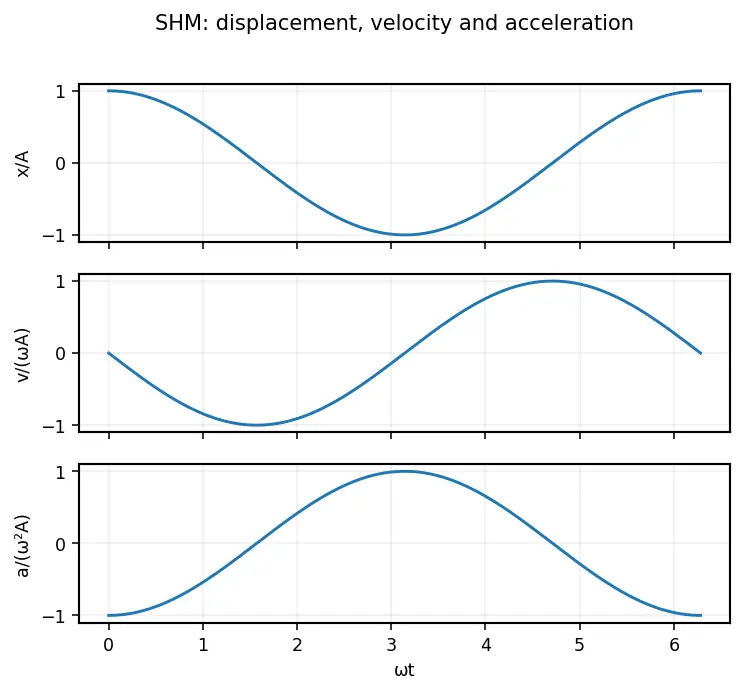 SHM: displacement, velocity and acceleration
x/A
1
0
−1
v/(ωA)
1
0
−1
a/(ω²A)
1
0
−1
0 1 2 3 4 5 6
ωt